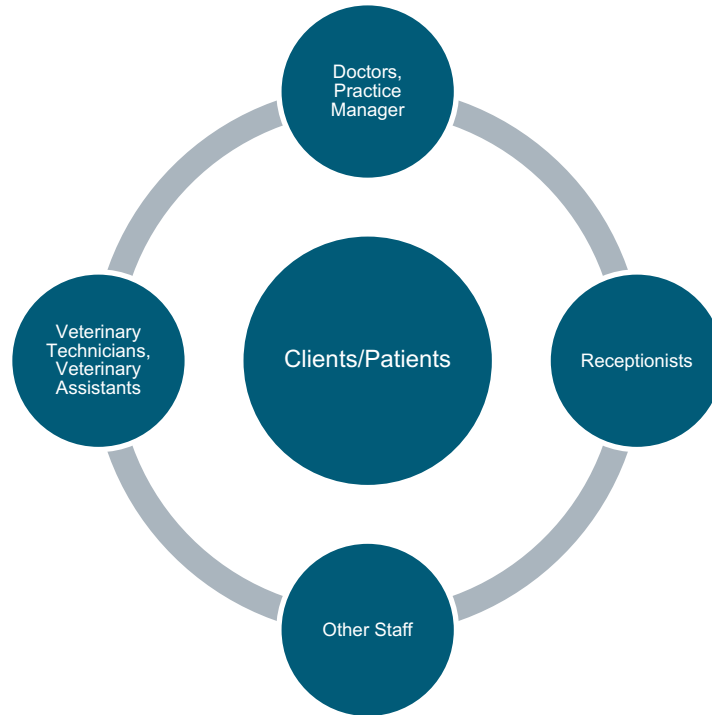 Doctors,
Practice
Manager
Veterinary
Technicians,
Veterinary
Assistants
Clients/Patients
Receptionists
Other Staff